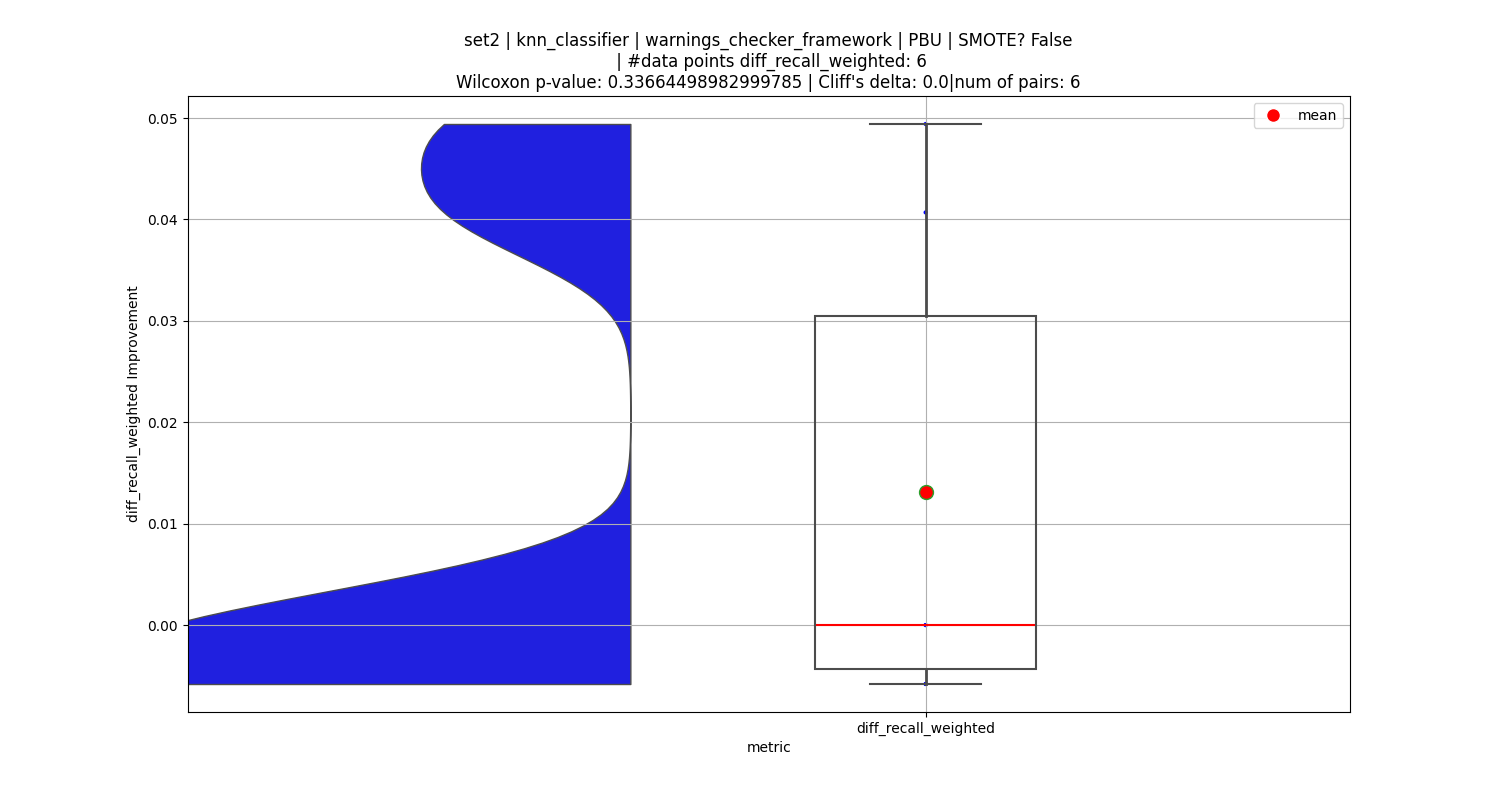 set2 | knn_classifier | warnings_checker_framework | PBU | SMOTE? False
| #data points diff_recall_weighted: 6
Wilcoxon p-value: 0.33664498982999785 | Cliff's delta: 0.0|num of pairs: 6
mean
0.05
0.04
0.03
0.02
0.01
0.00
diff_recall_weighted Improvement
diff_recall_weighted
metric